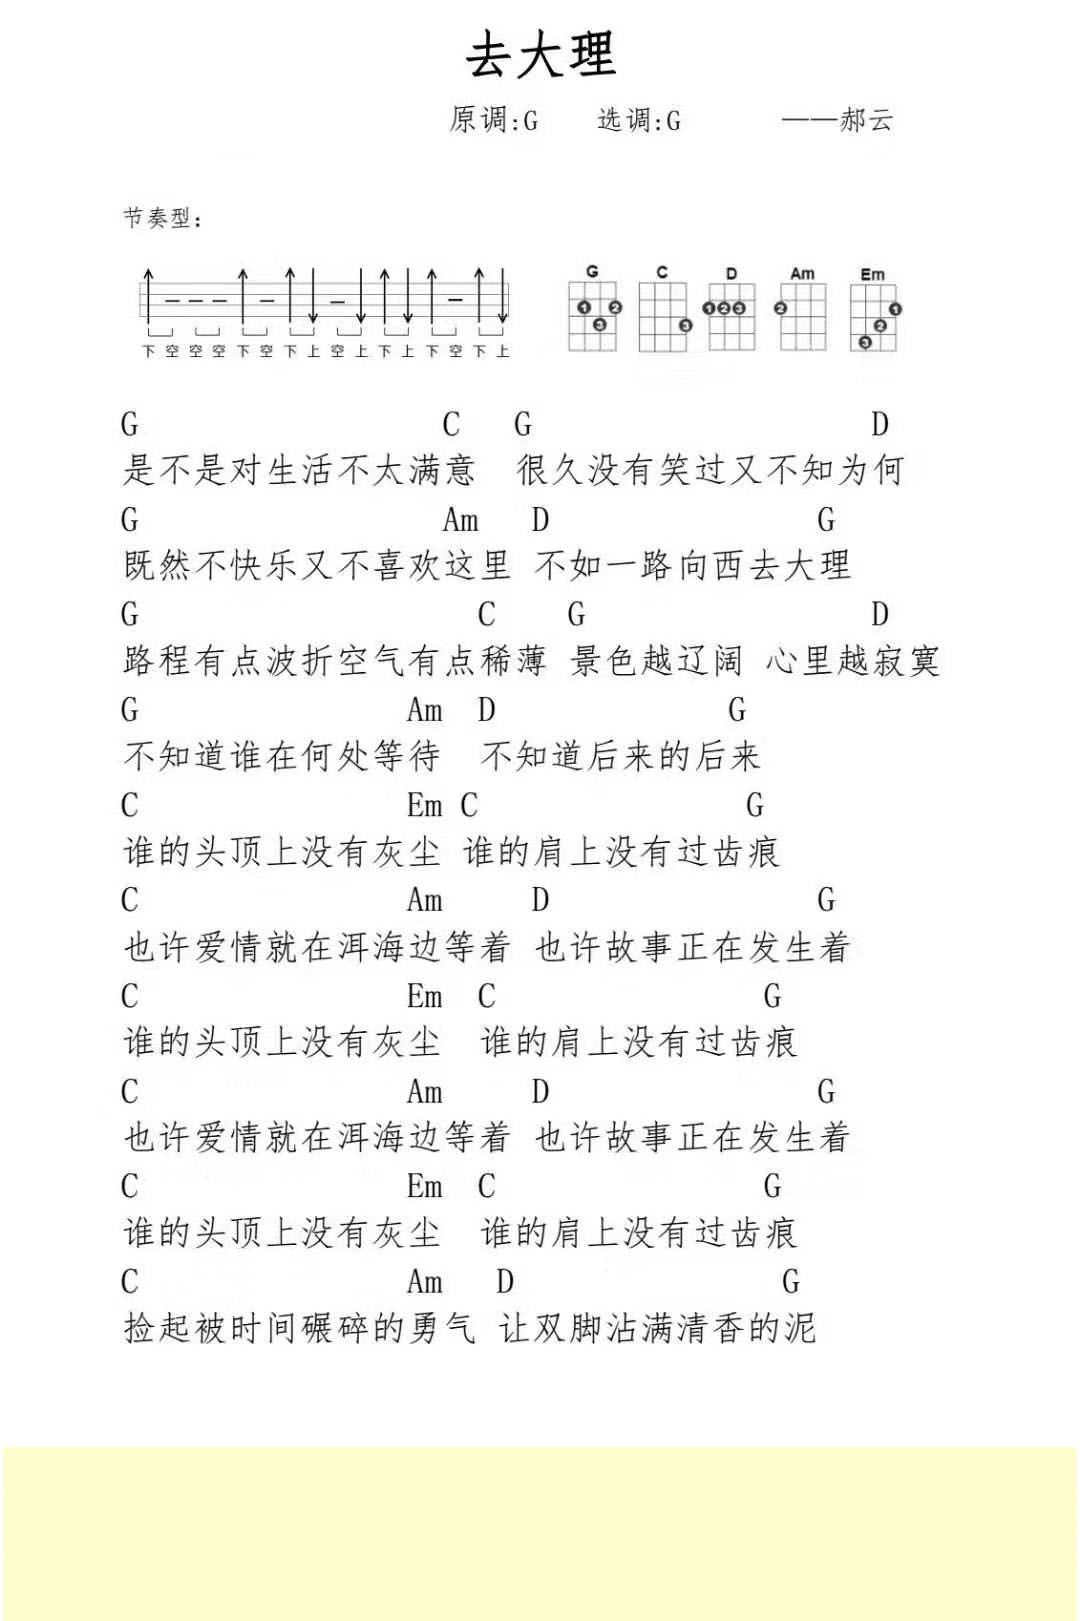 去大理
原调:G 选调:G ——郝云
节奏型:
G C D Am Em
1 2 3 3 1 2 3 2 1 2 3
下 空 空 空 下 空 下 上 空 上 下 上 下 空 下 上
G C G D
是不是对生活不太满意 很久没有笑过又不知为何
G Am D G
既然不快乐又不喜欢这里 不如一路向西去大理
G C G D
路程有点波折空气有点稀薄 景色越辽阔 心里越寂寞
G Am D G
不知道谁在何处等待 不知道后来的后来
C Em C G
谁的头顶上没有灰尘 谁的肩上没有过齿痕
C Am D G
也许爱情就在洱海边等着 也许故事正在发生着
C Em C G
谁的头顶上没有灰尘 谁的肩上没有过齿痕
C Am D G
也许爱情就在洱海边等着 也许故事正在发生着
C Em C G
谁的头顶上没有灰尘 谁的肩上没有过齿痕
C Am D G
捡起被时间碾碎的勇气 让双脚沾满清香的泥